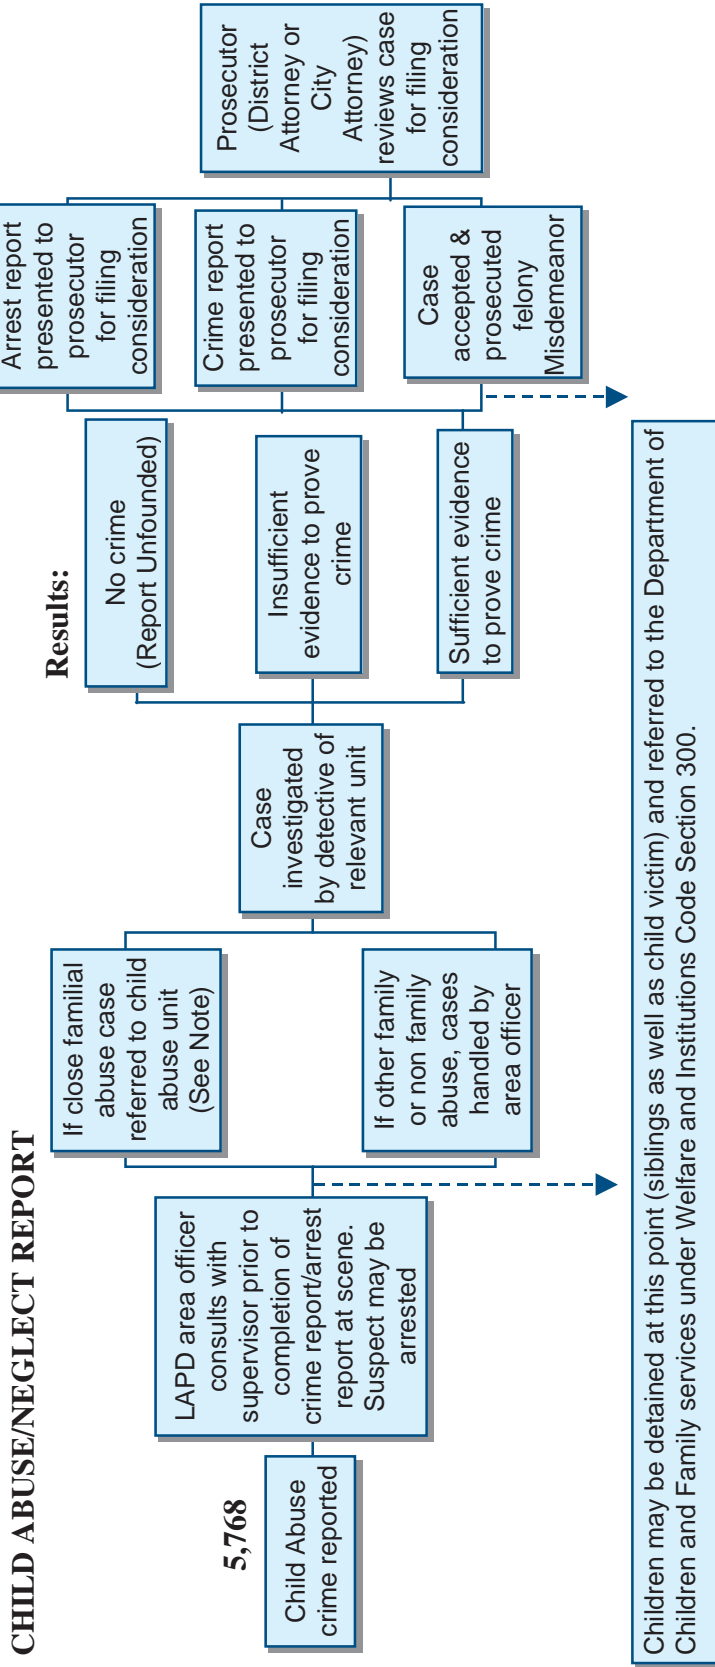 CHILD ABUSE/NEGLECT REPORT
5,768
Child Abuse
crime reported
LAPD area officer
consults with
supervisor prior to
completion of
crime report/arrest
report at scene.
Suspect may be
arrested
If close familial
abuse case
referred to child
abuse unit
(See Note)
If other family
or non family
abuse, cases
handled by
area officer
Case
investigated
by detective of
relevant unit
Results:
No crime
(Report Unfounded)
Insufficient
evidence to prove
crime
Sufficient evidence
to prove crime
Arrest report
presented to
prosecutor
for filing
consideration
Crime report
presented to
prosecutor
for filing
consideration
Case
accepted &
prosecuted
felony
Misdemeanor
Prosecutor
(District
Attorney or
City
Attorney)
reviews case
for filing
consideration
Children may be detained at this point (siblings as well as child victim) and referred to the Department of
Children and Family services under Welfare and Institutions Code Section 300.